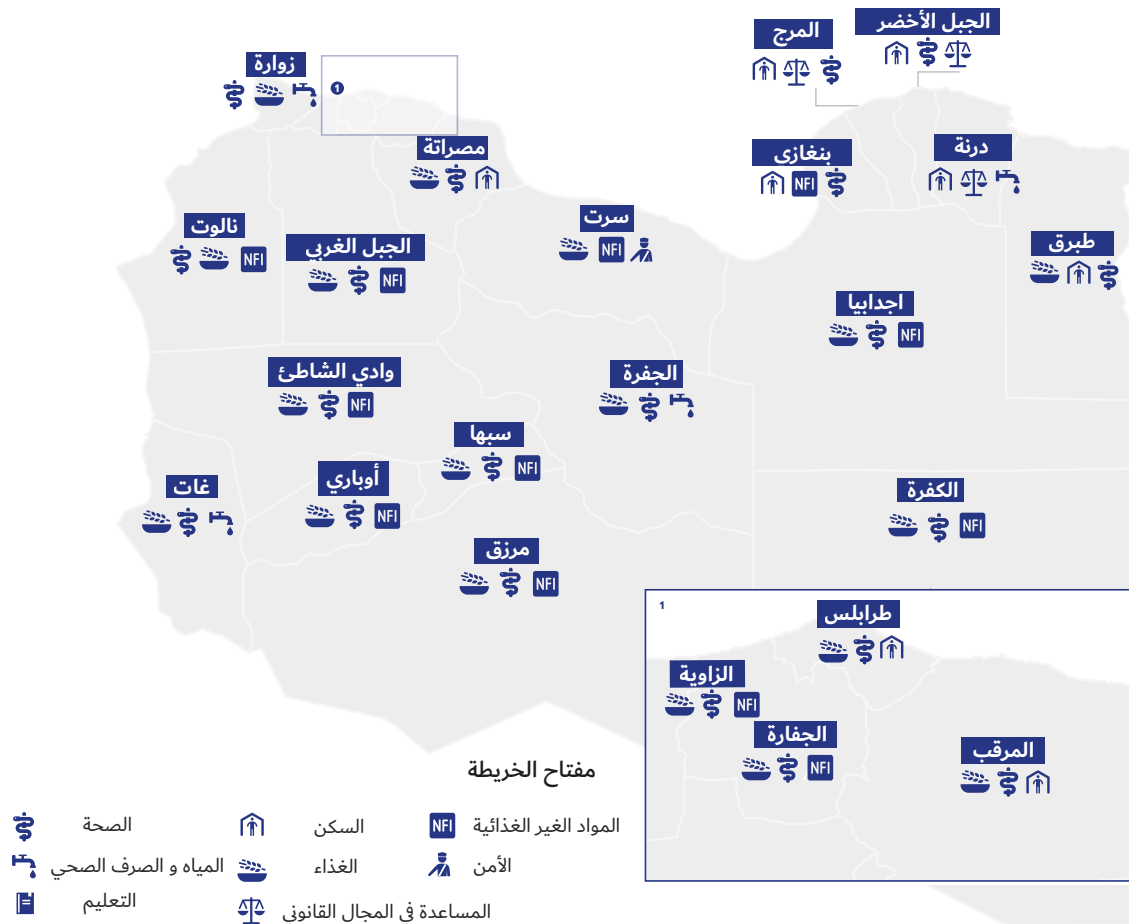 الجبل الأخضر
المرج
زوارة
1
مصراتة
بنغازي
درنة
نالوت
الجبل الغربي
سرت
NFI
طبرق
NFI
NFI
NFI
اجدابيا
NFI
وادي الشاطئ
الجفرة
NFI
سبها
NFI
غات
أوباري
NFI
الكفرة
NFI
مرزق
NFI
1
طرابلس
الزاوية
NFI
الجفارة
NFI
المرقب
مفتاح الخريطة
الصحة
السكن
NFI المواد الغير الغذائية
المياه و الصرف الصحي
الغذاء
الأمن
التعليم
المساعدة في المجال القانوني